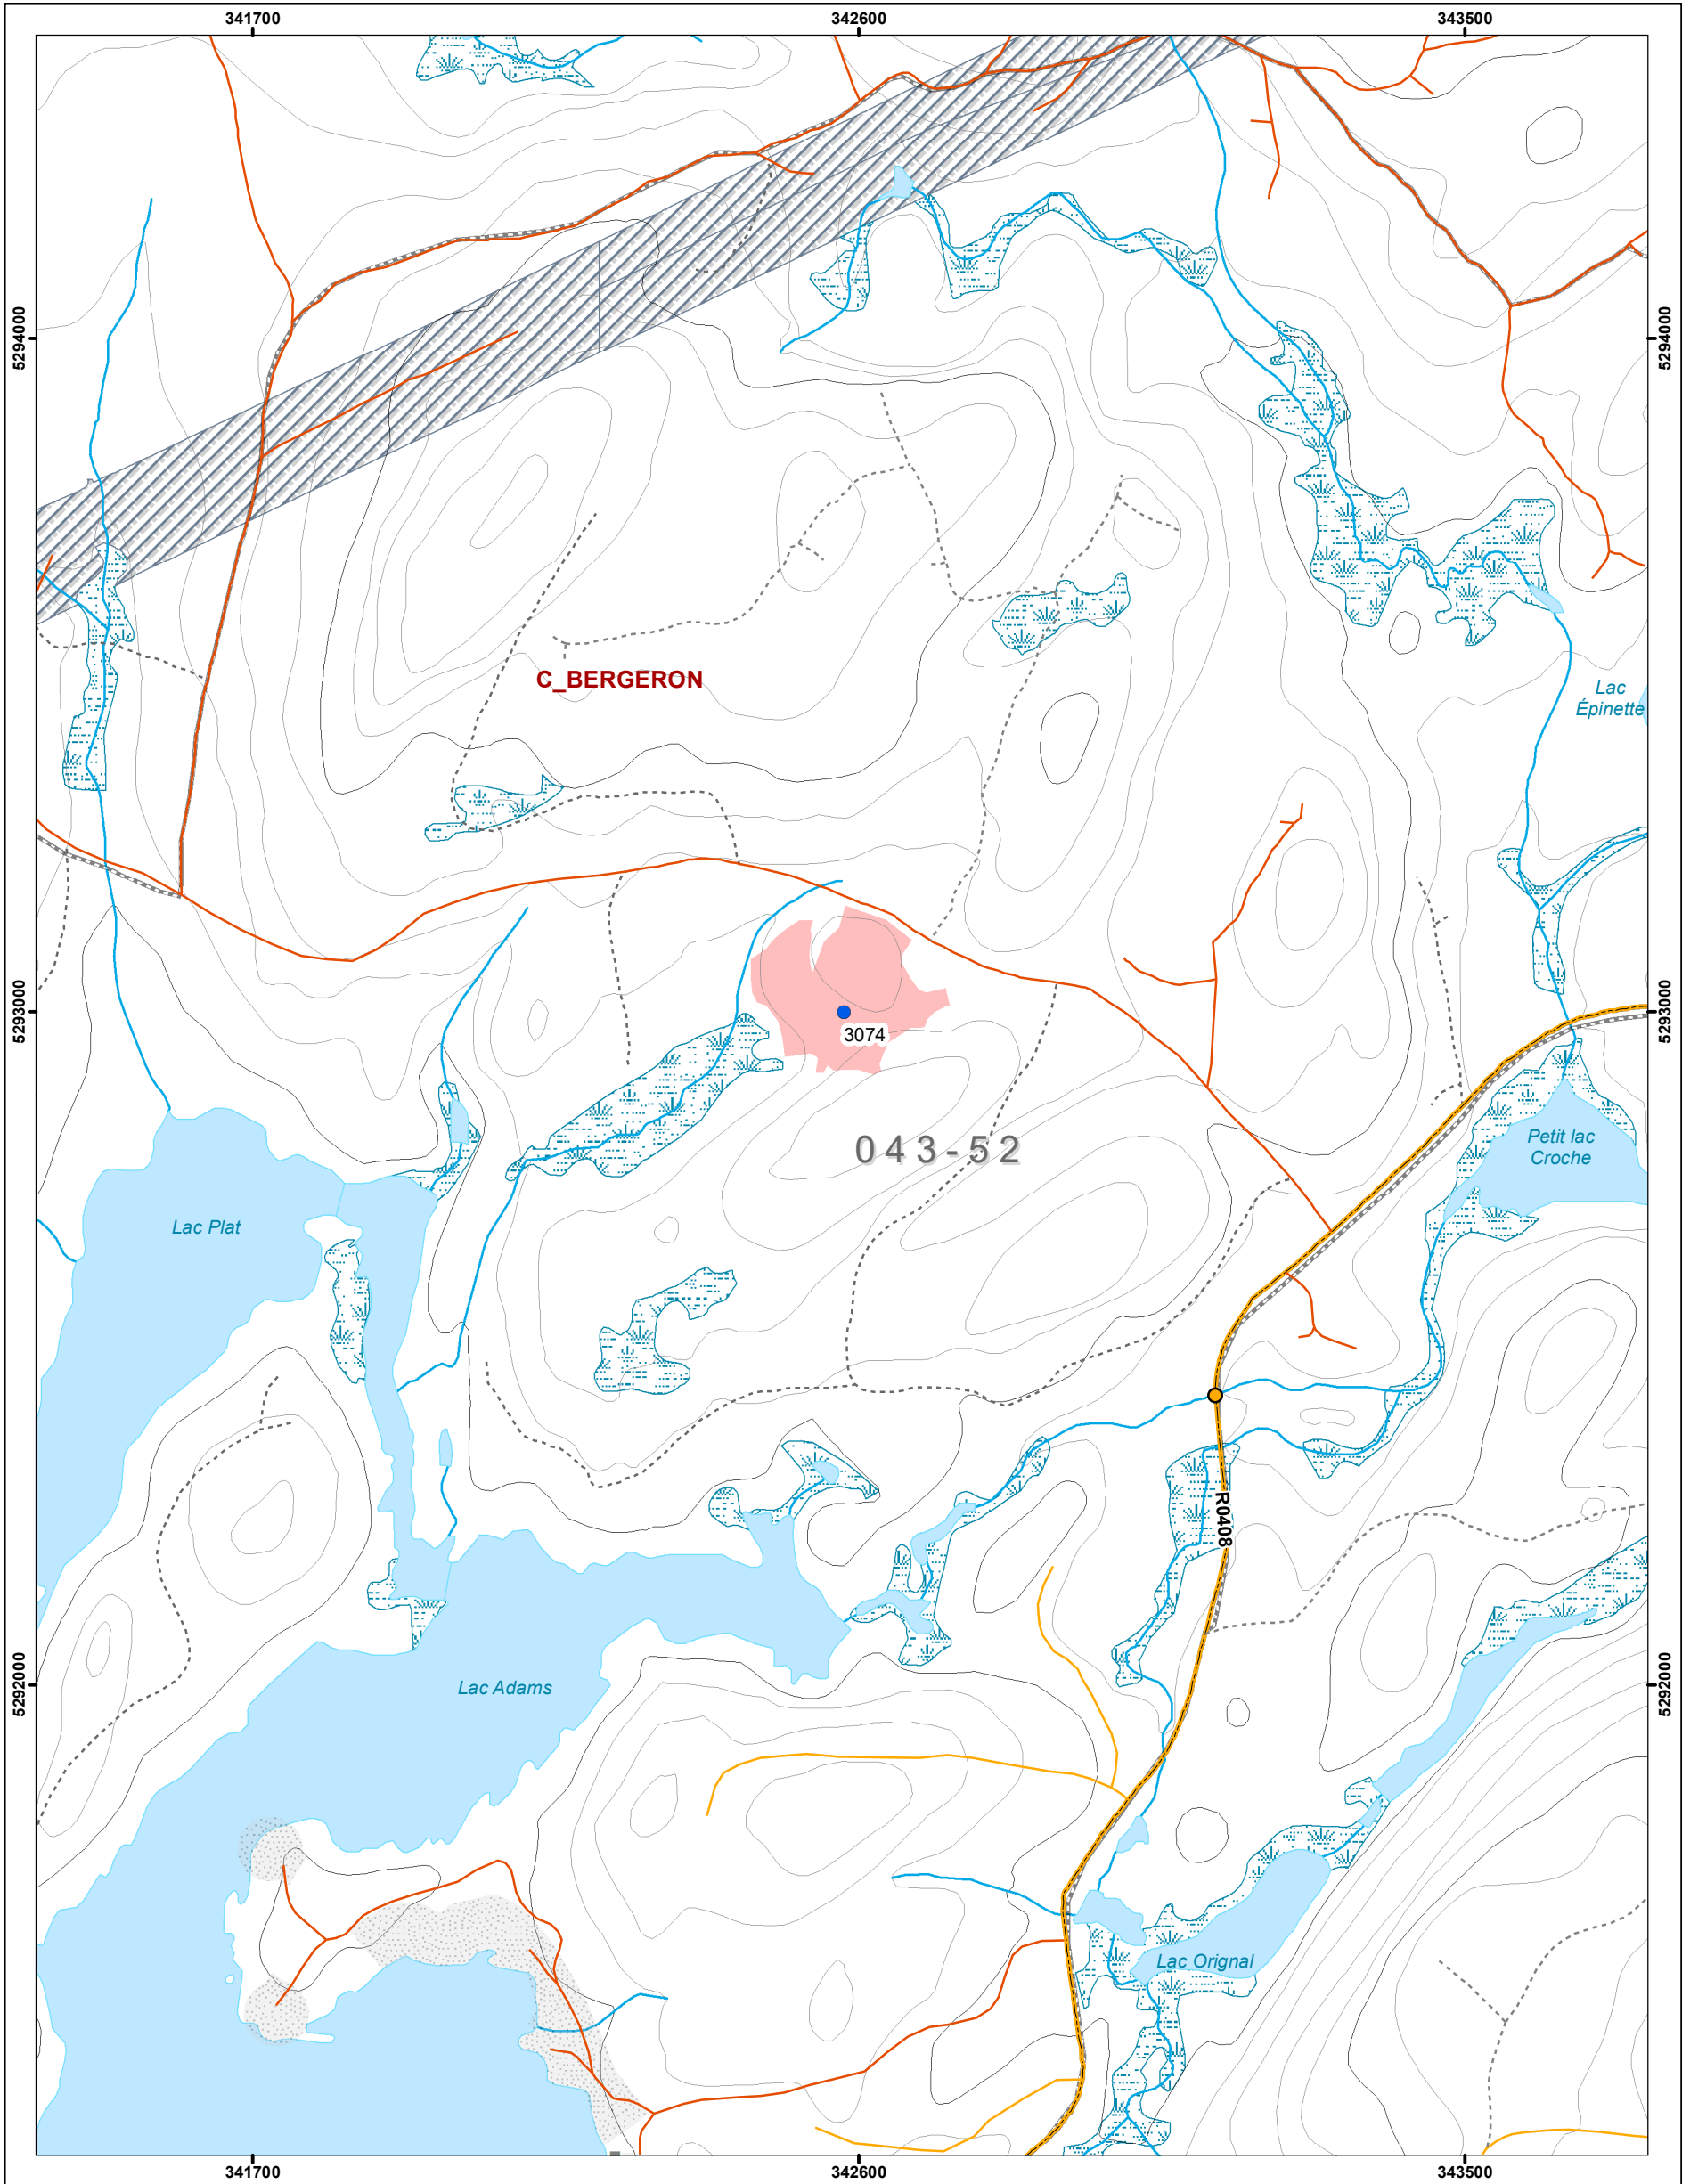 341700
342600
343500
5294000
5294000
C_BERGERON
Lac
Épinette
5293000
5293000
3074
043-52
Petit lac
Croche
Lac Plat
R0408
5292000
5292000
Lac Adams
Lac Orignal
341700
342600
343500